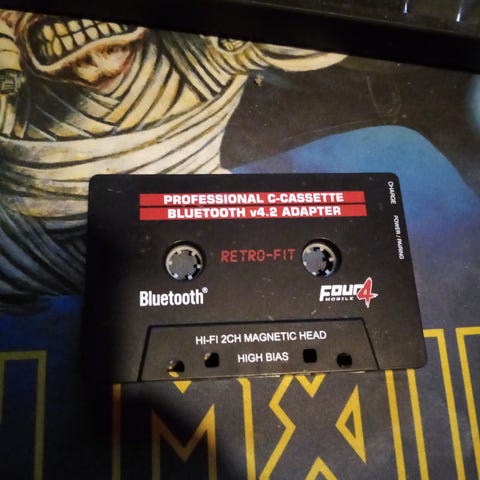 PROFESSIONAL C-CASSETTE
BLUETOOTH v4.2 ADAPTER
CHARGE
POWER / PAIRING
RETRO-FIT
Bluetooth®
FOUR 4
MOBILE
HI-FI 2CH MAGNETIC HEAD
HIGH BIAS